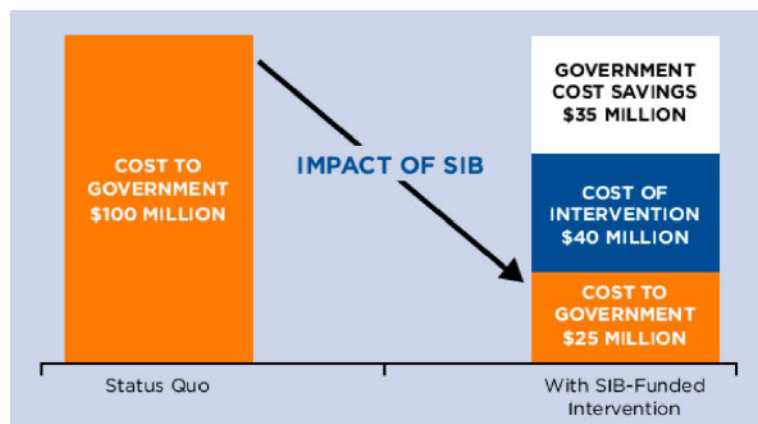 COST TO
GOVERNMENT
$100 MILLION
IMPACT OF SIB
GOVERNMENT
COST SAVINGS
$35 MILLION
COST OF
INTERVENTION
$40 MILLION
COST TO
GOVERNMENT
$25 MILLION
Status Quo
With SIB-Funded
Intervention